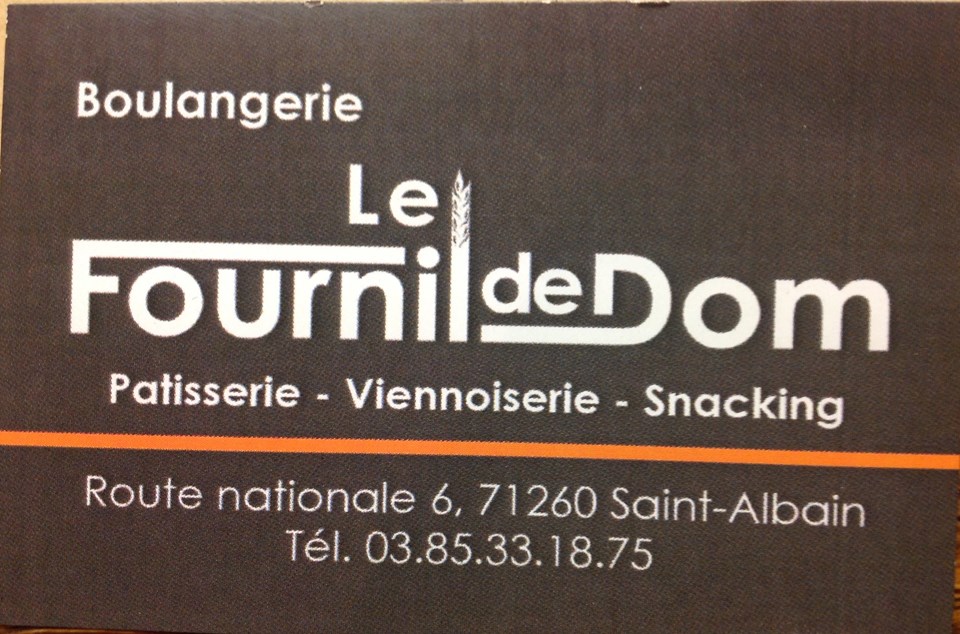 Boulangerie
Le
Fournil de Dom
Patisserie - Viennoiserie - Snacking
Route nationale 6, 71260 Saint-Albain
Tél. 03.85.33.18.75